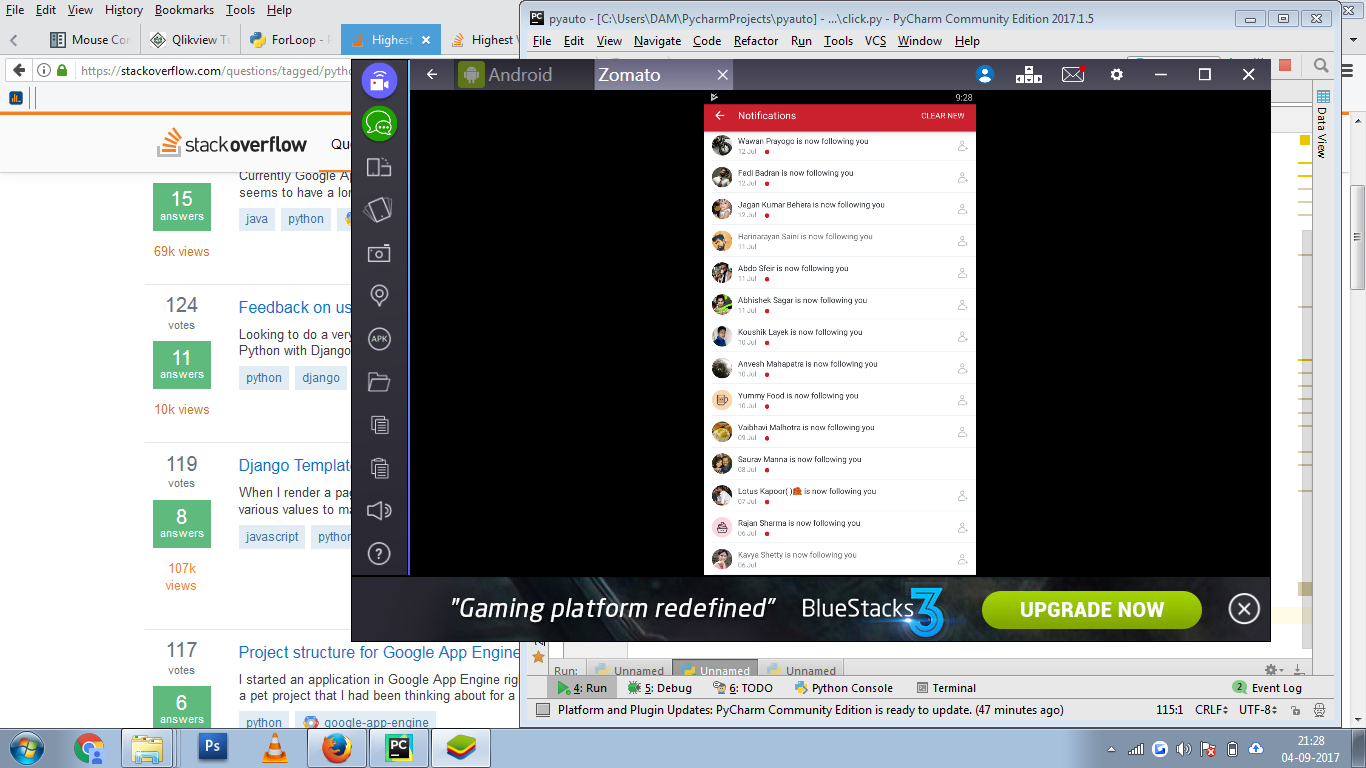 File Edit View History Bookmarks Tools Help
Mouse Con
Qlikview Tu
ForLoop - P
Highest
Highest V
https://stackoverflow.com/questions/tagged/pytho
stackoverflow
Qu
Currently Google Ap
seems to have a lon
15
answers
java python
69k views
124
votes
Feedback on us
Looking to do a very
Python with Django
11
answers
python django
10k views
119
votes
Django Templat
When I render a pag
various values to ma
8
answers
javascript python
107k
views
117
votes
Project structure for Google App Engine
I started an application in Google App Engine rig
a pet project that I had been thinking about for a
6
answers
python google-app-engine
pyauto - [C:\Users\DAM\PycharmProjects\pyauto] - ...\click.py - PyCharm Community Edition 2017.1.5
File Edit View Navigate Code Refactor Run Tools VCS Window Help
Data View
Android
Zomato
APK
9:28
Notifications
CLEAR NEW
Wawan Prayogo is now following you
12 Jul
Fadi Badran is now following you
12 Jul
Jagan Kumar Behera is now following you
12 Jul
Harinarayan Saini is now following you
11 Jul
Abdo Sfeir is now following you
11 Jul
Abhishek Sagar is now following you
11 Jul
Koushik Layek is now following you
10 Jul
Anvesh Mahapatra is now following you
10 Jul
Yummy Food is now following you
10 Jul
Vaibhavi Malhotra is now following you
09 Jul
Saurav Manna is now following you
08 Jul
Lotus Kapoor( )🙈 is now following you
07 Jul
Rajan Sharma is now following you
06 Jul
Kavya Shetty is now following you
06 Jul
"Gaming platform redefined"
BlueStacks 3
UPGRADE NOW
Run: Unnamed Unnamed Unnamed
4: Run 5: Debug 6: TODO Python Console Terminal
2 Event Log
Platform and Plugin Updates: PyCharm Community Edition is ready to update. (47 minutes ago)
115:1 CRLF UTF-8
Ps
PC
21:28
04-09-2017